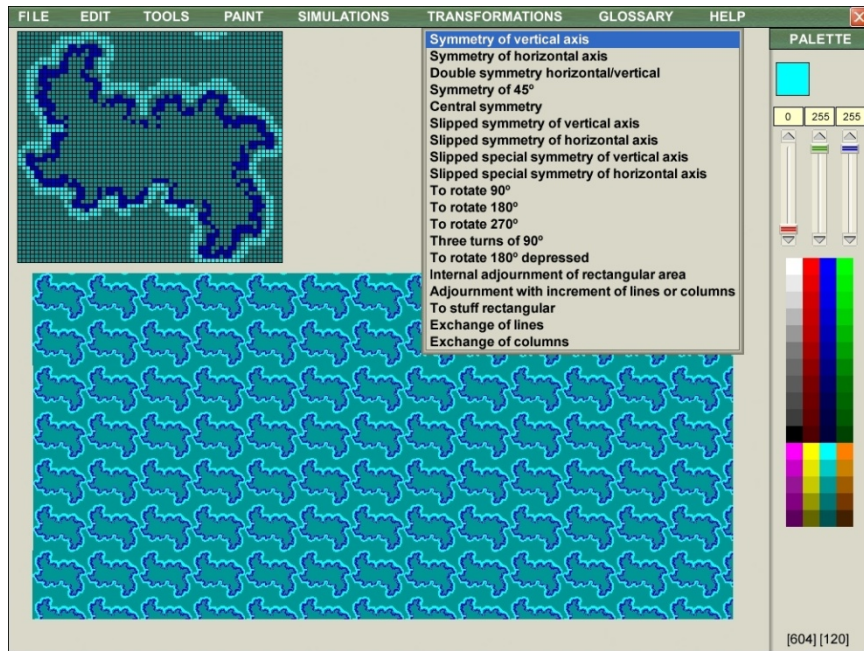 FILE EDIT TOOLS PAINT SIMULATIONS TRANSFORMATIONS GLOSSARY HELP
Symmetry of vertical axis
Symmetry of horizontal axis
Double symmetry horizontal/vertical
Symmetry of 45º
Central symmetry
Slipped symmetry of vertical axis
Slipped symmetry of horizontal axis
Slipped special symmetry of vertical axis
Slipped special symmetry of horizontal axis
To rotate 90º
To rotate 180º
To rotate 270º
Three turns of 90º
To rotate 180º depressed
Internal adjournment of rectangular area
Adjournment with increment of lines or columns
To stuff rectangular
Exchange of lines
Exchange of columns
PALETTE
0 255 255
[604] [120]